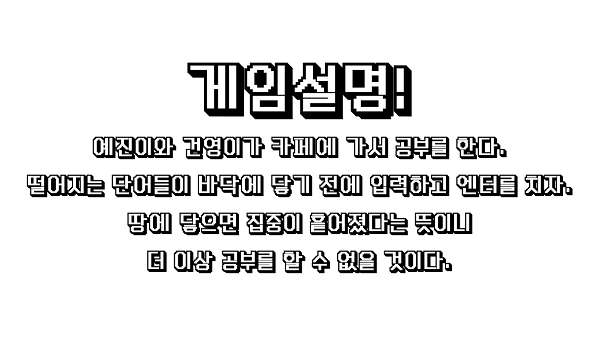 게임설명!
예진이와 건영이가 카페에 가서 공부를 한다.
떨어지는 단어들이 바닥에 닿기 전에 입력하고 엔터를 치자.
땅에 닿으면 집중이 흩어졌다는 뜻이니
더 이상 공부를 할 수 없을 것이다.